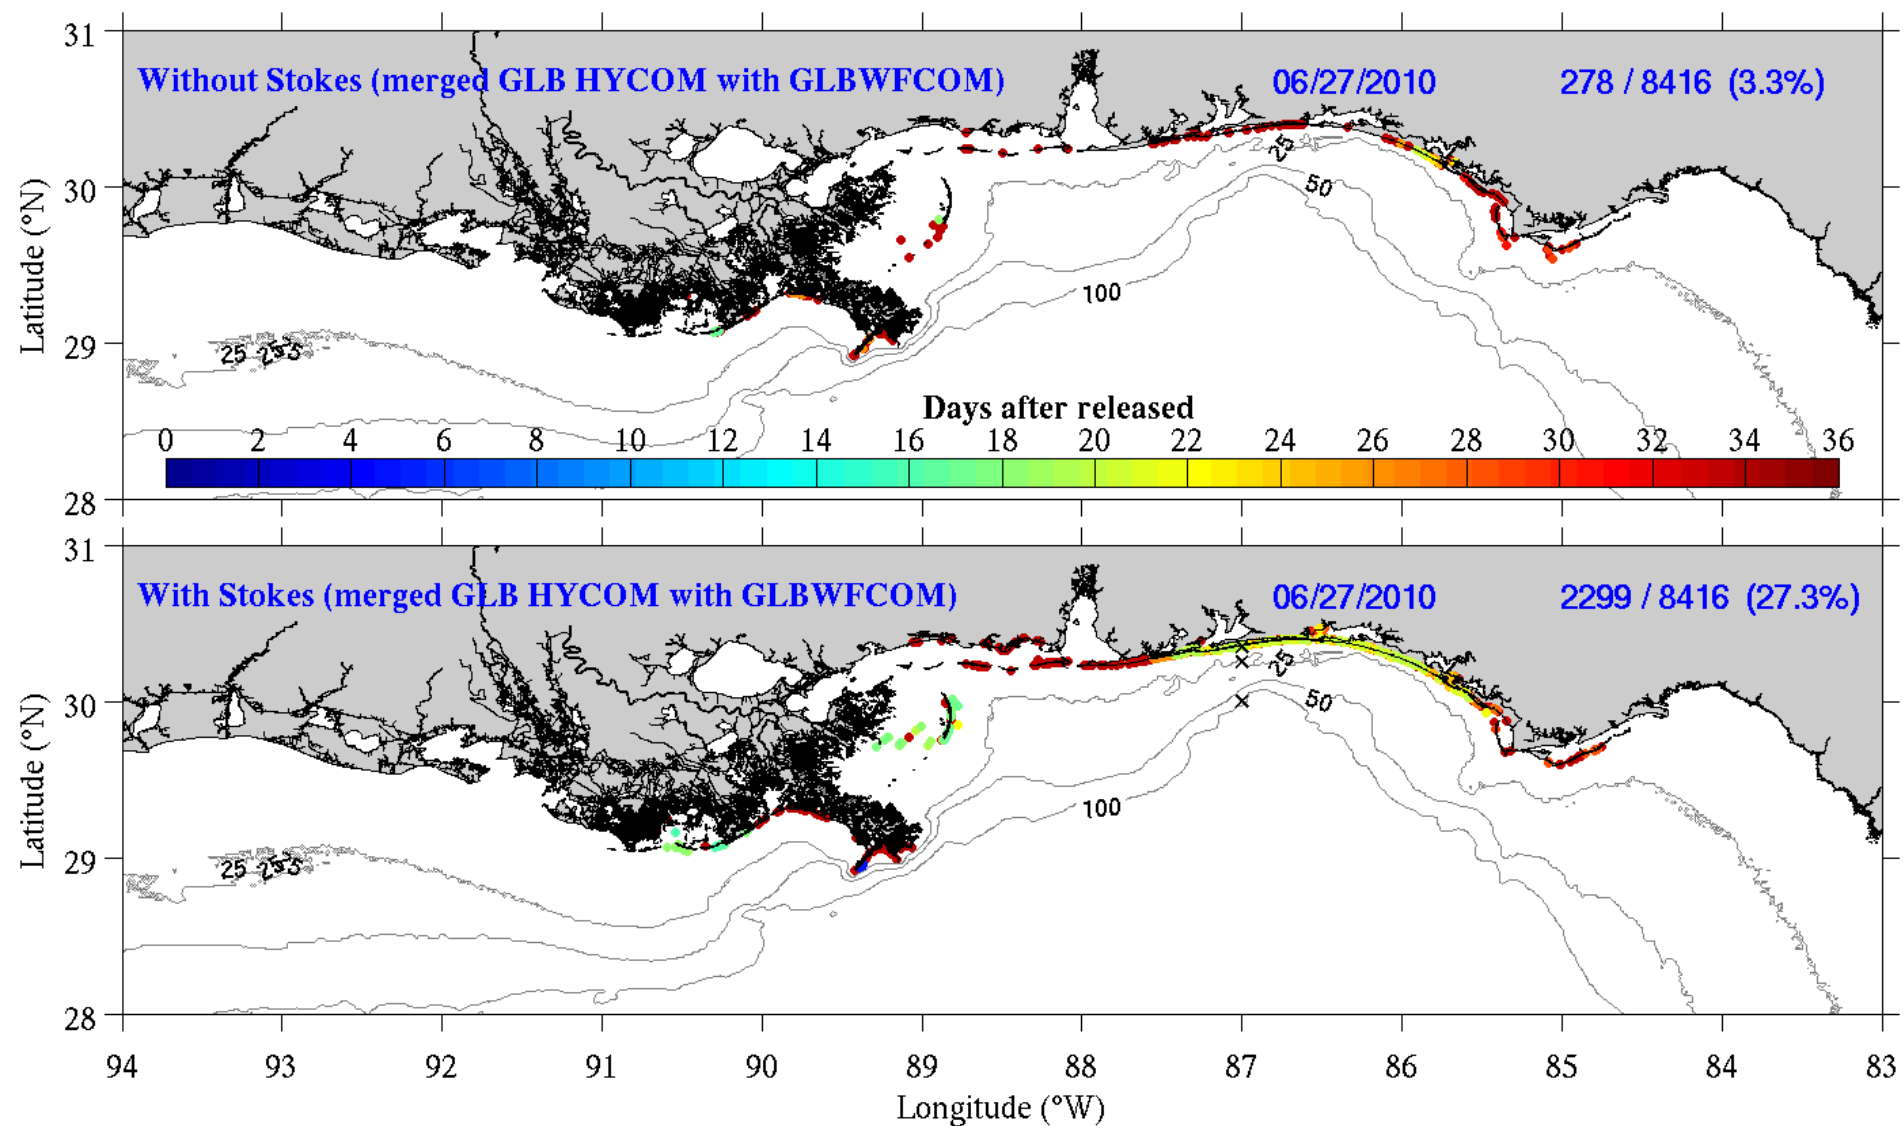 31
Without Stokes (merged GLB HYCOM with GLBWFCOM) 06/27/2010 278 / 8416 (3.3%)
25
30
50
Latitude (°N)
100
29
25
Days after released
0 2 4 6 8 10 12 14 16 18 20 22 24 26 28 30 32 34 36
28
31
With Stokes (merged GLB HYCOM with GLBWFCOM) 06/27/2010 2299 / 8416 (27.3%)
25
30
50
Latitude (°N)
100
29
25
28
94 93 92 91 90 89 88 87 86 85 84 83
Longitude (°W)